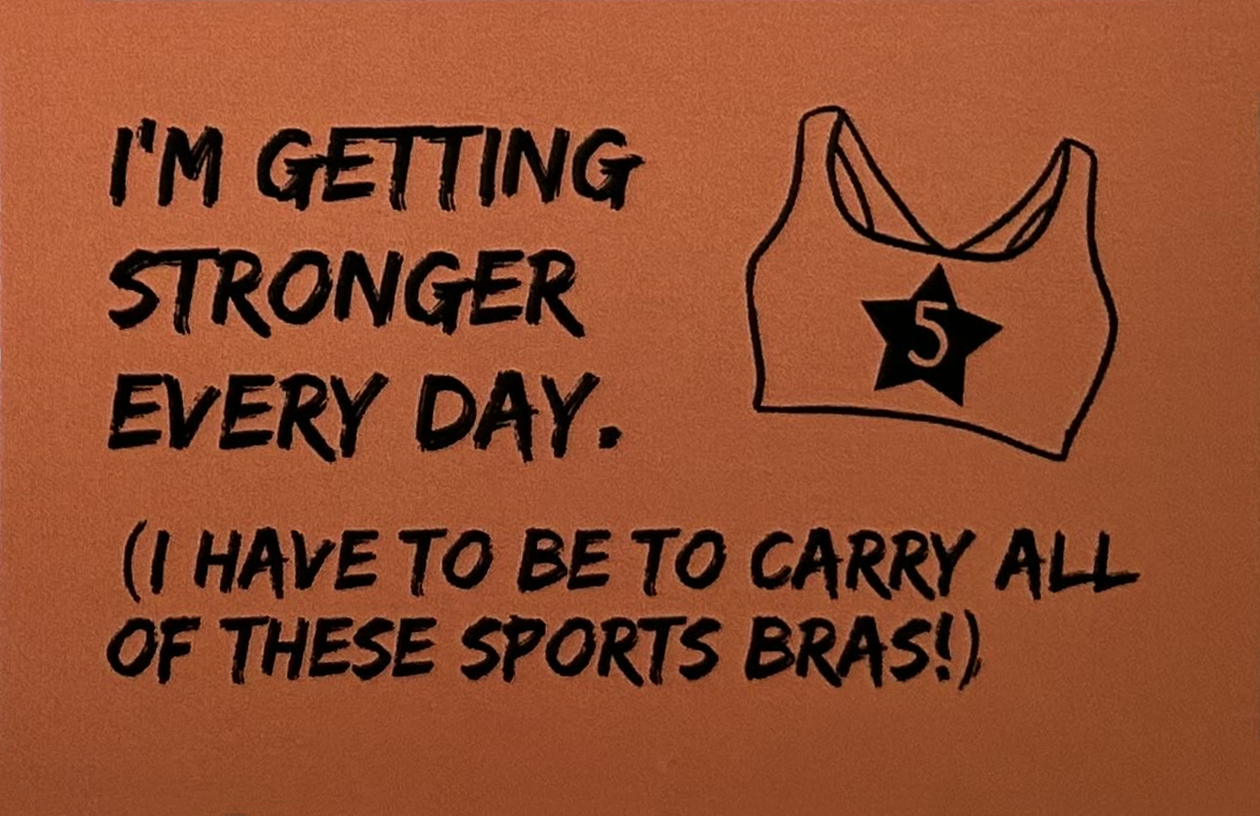 I'M GETTING
STRONGER
EVERY DAY.
5
(I HAVE TO BE TO CARRY ALL
OF THESE SPORTS BRAS!)